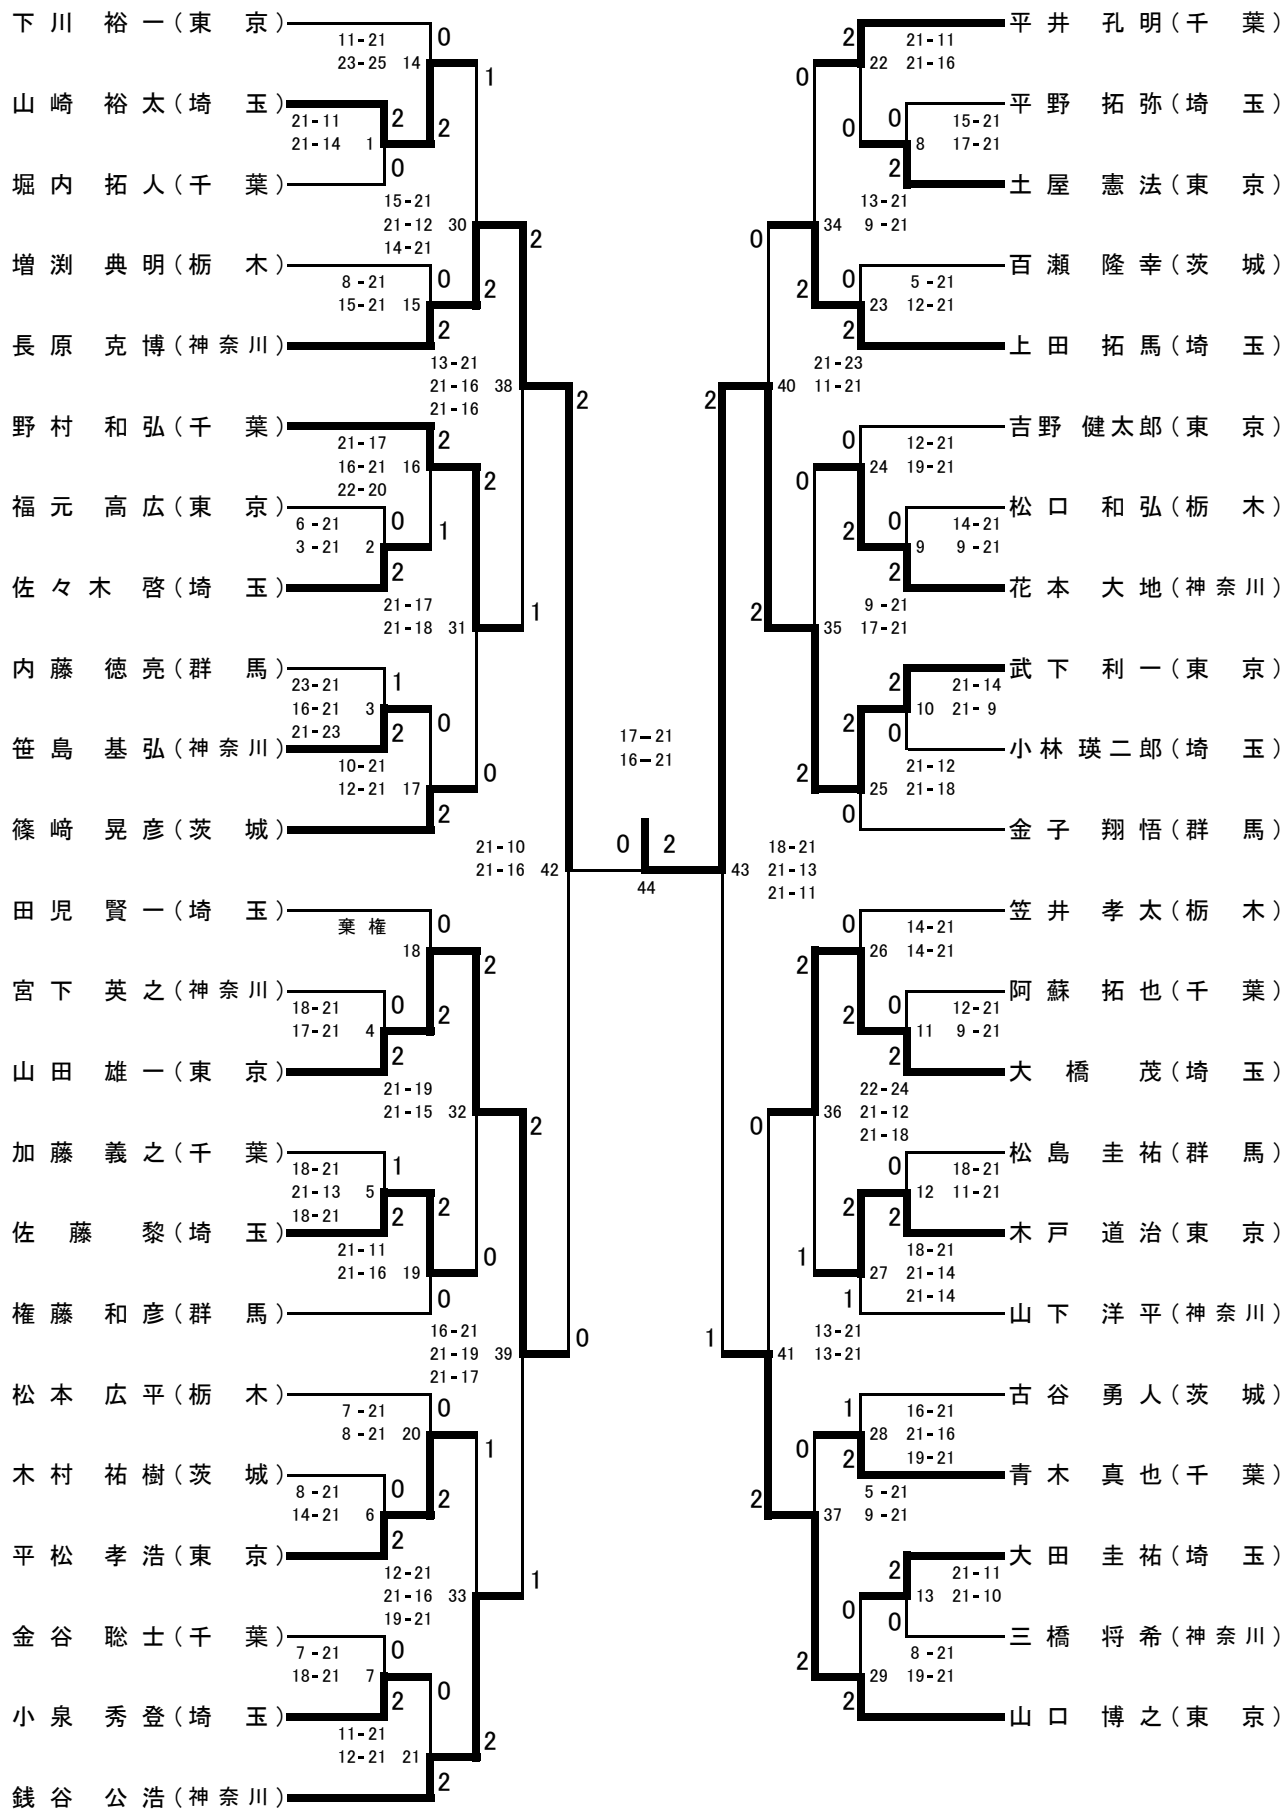 下川 裕一(東 京)
11-21 0
23-25 14
1
山崎 裕太(埼 玉)
21-11 2
21-14 1 2
0
堀内 拓人(千 葉)
15-21
21-12 30 2
14-21
増渕 典明(栃 木)
8-21 0
15-21 15 2
2
長原 克博(神奈川)
13-21
21-16 38 2
21-16
野村 和弘(千 葉)
21-17 2
16-21 16 2
22-20
福元 高広(東 京)
6-21 0
3-21 2 1
2
佐々木 啓(埼 玉)
21-17
21-18 31 1
内藤 徳亮(群 馬)
23-21 1
16-21 3 0
21-23 2
笹島 基弘(神奈川)
10-21
12-21 17 0
2
篠﨑 晃彦(茨 城)
21-10
21-16 42
田児 賢一(埼 玉)
棄権 0
18 2
宮下 英之(神奈川)
18-21 0
17-21 4 2
2
山田 雄一(東 京)
21-19
21-15 32 2
加藤 義之(千 葉)
18-21 1
21-13 5 2
18-21 2
佐藤 黎(埼 玉)
21-11 0
21-16 19
0
権藤 和彦(群 馬)
16-21
21-19 39 0
21-17
松本 広平(栃 木)
7-21 0
8-21 20 1
木村 祐樹(茨 城)
8-21 0
14-21 6 2
2
平松 孝浩(東 京)
12-21
21-16 33 1
19-21
金谷 聡士(千 葉)
7-21 0
18-21 7 0
2
小泉 秀登(埼 玉)
11-21
12-21 21 2
2
銭谷 公浩(神奈川)
17-21
16-21
0 2
44
平井 孔明(千 葉)
2 21-11
22 21-16
0
平野 拓弥(埼 玉)
0 15-21
0 8 17-21
2
土屋 憲法(東 京)
13-21
0 34 9-21
百瀬 隆幸(茨 城)
0 5-21
2 23 12-21
2
上田 拓馬(埼 玉)
21-23
2 40 11-21
吉野 健太郎(東 京)
0 12-21
0 24 19-21
松口 和弘(栃 木)
0 14-21
2 9 9-21
2
花本 大地(神奈川)
9-21
2 35 17-21
武下 利一(東 京)
2 21-14
2 10 21-9
0
小林 瑛二郎(埼 玉)
21-12
2 25 21-18
0
金子 翔悟(群 馬)
18-21
43 21-13
21-11
笠井 孝太(栃 木)
0 14-21
2 26 14-21
阿蘇 拓也(千 葉)
0 12-21
2 11 9-21
2
大橋 茂(埼 玉)
22-24
0 36 21-12
21-18
松島 圭祐(群 馬)
0 18-21
2 12 11-21
2
木戸 道治(東 京)
18-21
1 27 21-14
1 21-14
山下 洋平(神奈川)
13-21
1 41 13-21
古谷 勇人(茨 城)
1 16-21
0 28 21-16
2 19-21
青木 真也(千 葉)
5-21
2 37 9-21
大田 圭祐(埼 玉)
2 21-11
0 13 21-10
0
三橋 将希(神奈川)
8-21
2 29 19-21
2
山口 博之(東 京)